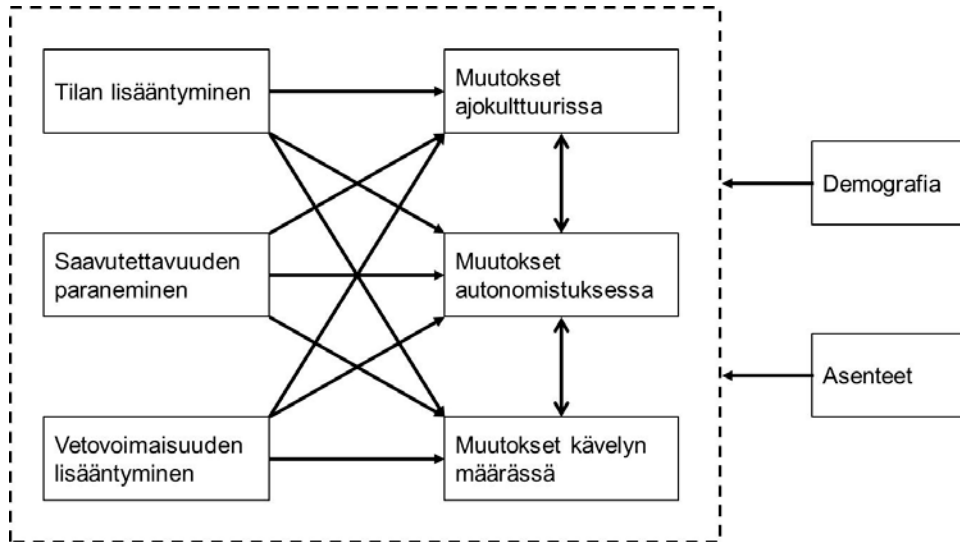 Tilan lisääntyminen
Muutokset
ajokulttuurissa
Demografia
Saavutettavuuden
paraneminen
Muutokset
autonomistuksessa
Asenteet
Vetovoimaisuuden
lisääntyminen
Muutokset kävelyn
määrässä